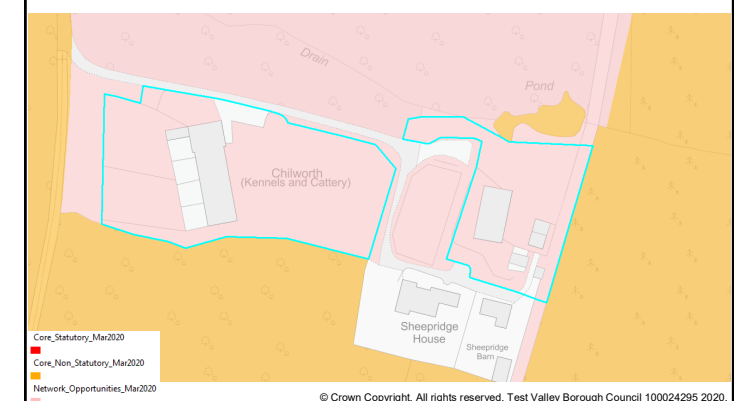 Drain
Pond
Chilworth
(Kennels and Cattery)
Sheepridge
House
Sheepridge
Barn
Core_Statutory_Mar2020
Core_Non_Statutory_Mar2020
Network_Opportunities_Mar2020
© Crown Copyright. All rights reserved. Test Valley Borough Council 100024295 2020.